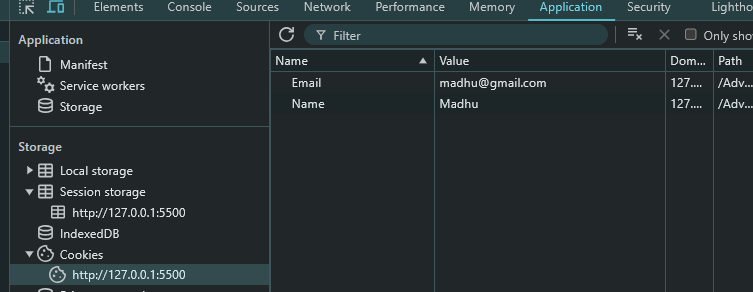 Elements Console Sources Network Performance Memory Application Security Lightho
Application
Manifest
Service workers
Storage
Storage
Local storage
Session storage
http://127.0.0.1:5500
IndexedDB
Cookies
http://127.0.0.1:5500
Filter Only show
Name Value Dom... Path
Email madhu@gmail.com 127.... /Adv...
Name Madhu 127.... /Adv...